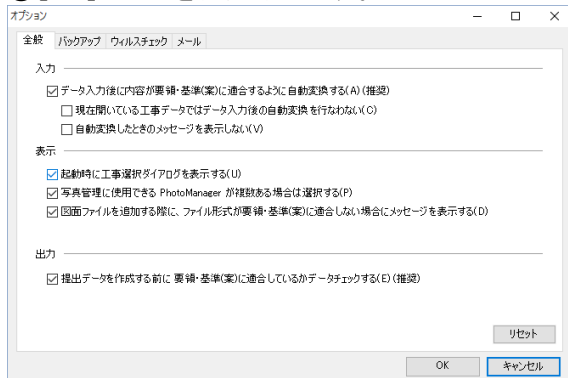 オプション
全般 バックアップ ウィルスチェック メール
入力
データ入力後に内容が要領・基準(案)に適合するように自動変換する(A)(推奨)
現在開いている工事データではデータ入力後の自動変換を行なわない(C)
自動変換したときのメッセージを表示しない(V)
表示
起動時に工事選択ダイアログを表示する(U)
写真管理に使用できる PhotoManager が複数ある場合は選択する(P)
図面ファイルを追加する際に、ファイル形式が要領・基準(案)に適合しない場合にメッセージを表示する(D)
出力
提出データを作成する前に 要領・基準(案)に適合しているかデータチェックする(E)(推奨)
リセット
OK キャンセル